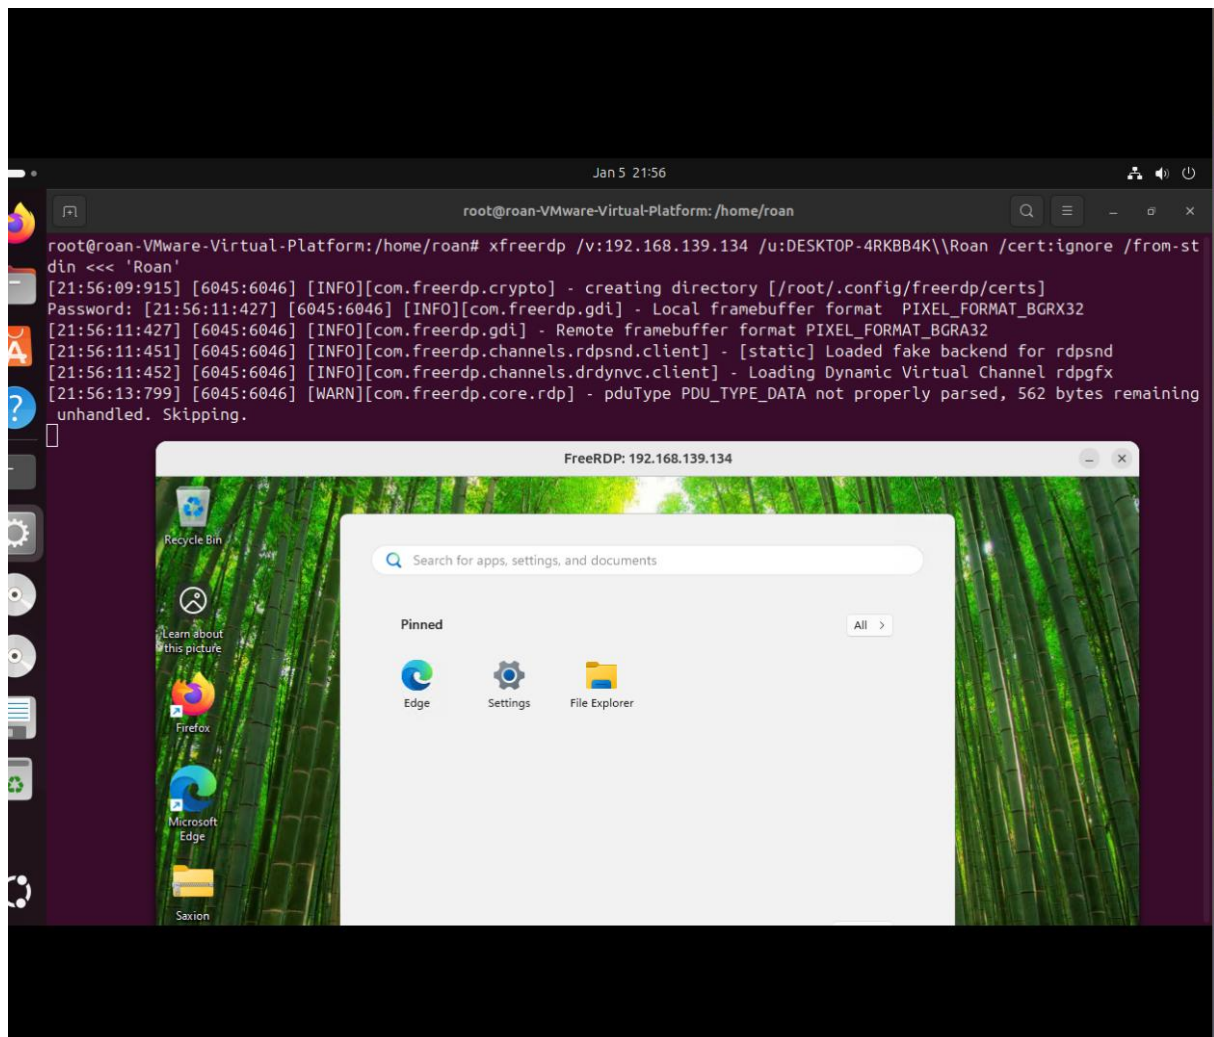 Jan 5 21:56
root@roan-VMware-Virtual-Platform: /home/roan
root@roan-VMware-Virtual-Platform:/home/roan# xfreerdp /v:192.168.139.134 /u:DESKTOP-4RKBB4K\\Roan /cert:ignore /from-st
din <<< 'Roan'
[21:56:09:915] [6045:6046] [INFO][com.freerdp.crypto] - creating directory [/root/.config/freerdp/certs]
Password: [21:56:11:427] [6045:6046] [INFO][com.freerdp.gdi] - Local framebuffer format  PIXEL_FORMAT_BGRX32
[21:56:11:427] [6045:6046] [INFO][com.freerdp.gdi] - Remote framebuffer format PIXEL_FORMAT_BGRA32
[21:56:11:451] [6045:6046] [INFO][com.freerdp.channels.rdpsnd.client] - [static] Loaded fake backend for rdpsnd
[21:56:11:452] [6045:6046] [INFO][com.freerdp.channels.drdynvc.client] - Loading Dynamic Virtual Channel rdpgfx
[21:56:13:799] [6045:6046] [WARN][com.freerdp.core.rdp] - pduType PDU_TYPE_DATA not properly parsed, 562 bytes remaining
 unhandled. Skipping.
FreeRDP: 192.168.139.134
Recycle Bin
Search for apps, settings, and documents
Learn about
this picture
Pinned
All >
Edge
Settings
File Explorer
Firefox
Microsoft
Edge
Saxion